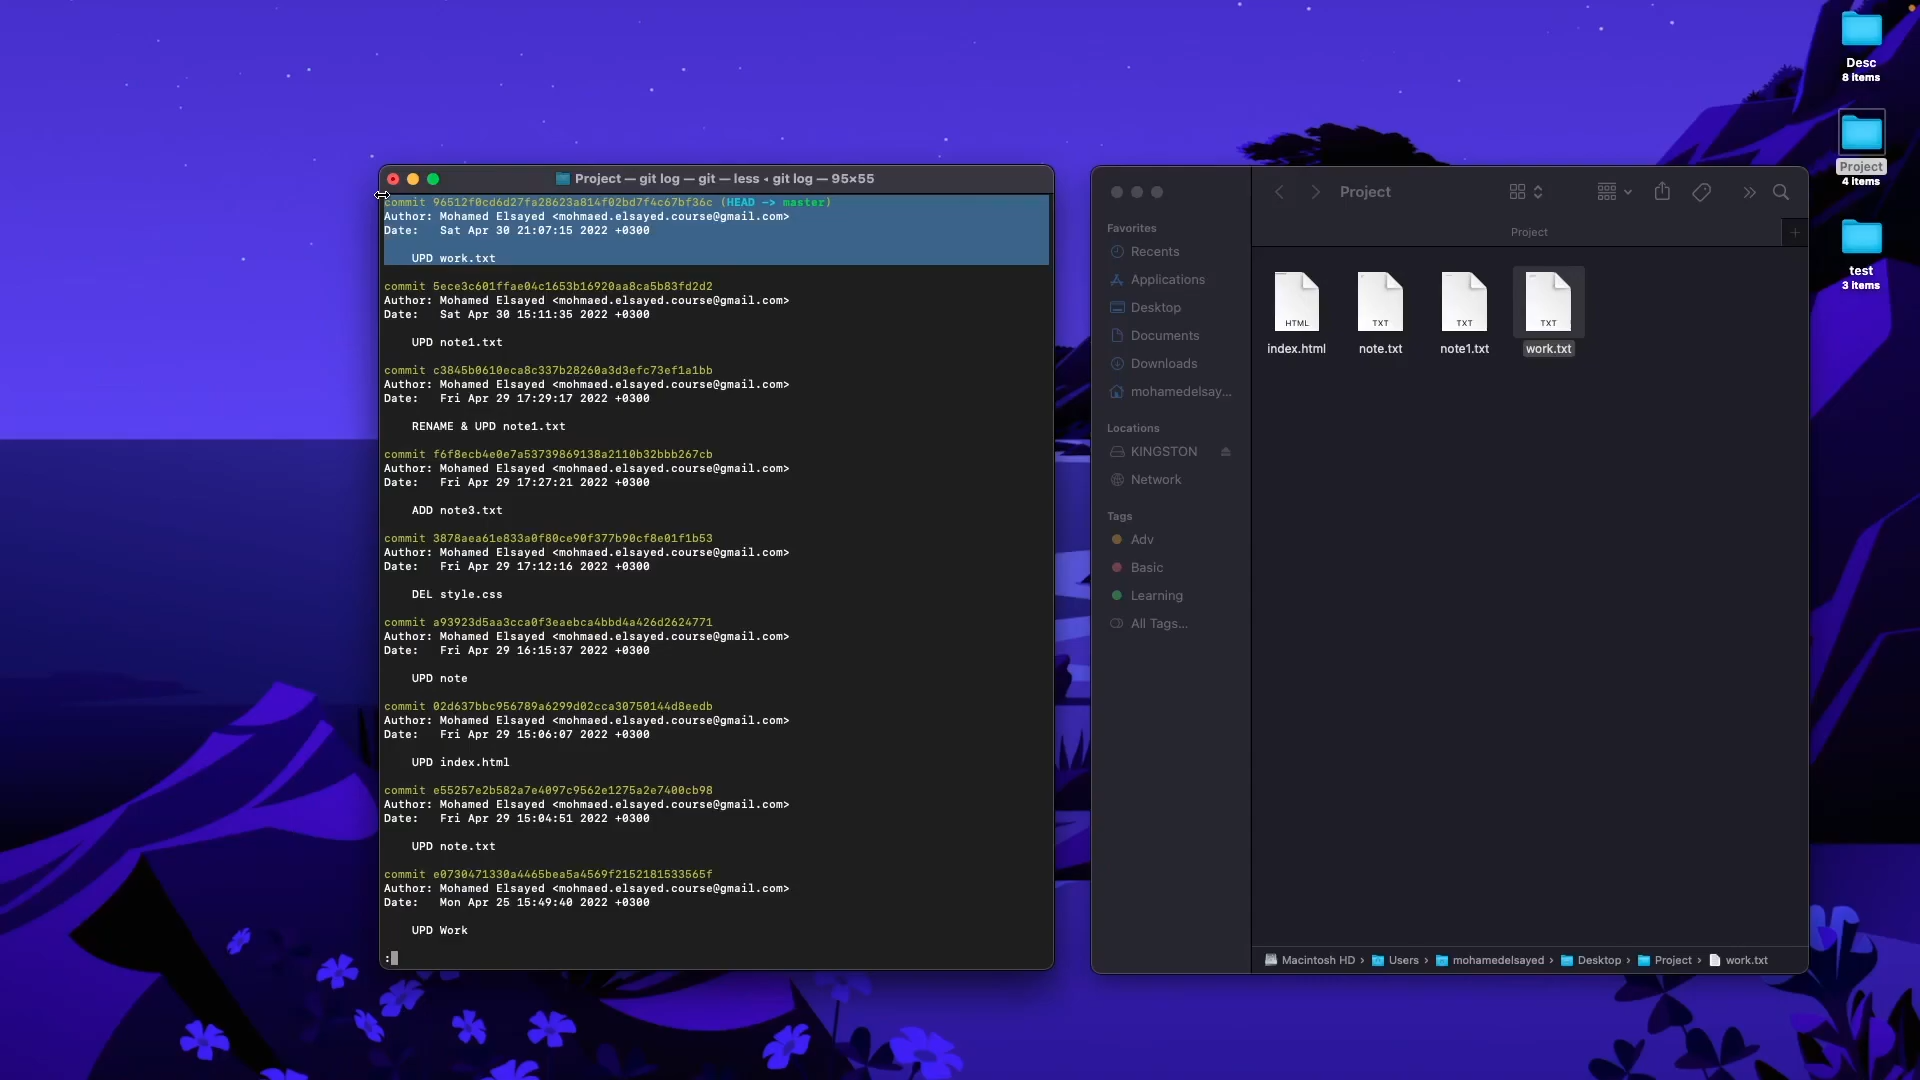 Project — git log — git — less ◂ git log — 95×55
commit 96512f0cd6d27fa28623a814f02bd7f4c67bf36c (HEAD -> master)
Author: Mohamed Elsayed <mohmaed.elsayed.course@gmail.com>
Date:   Sat Apr 30 21:07:15 2022 +0300
UPD work.txt
commit 5ece3c601ffae04c1653b16920aa8ca5b83fd2d2
Author: Mohamed Elsayed <mohmaed.elsayed.course@gmail.com>
Date:   Sat Apr 30 15:11:35 2022 +0300
UPD note1.txt
commit c3845b0610eca8c337b28260a3d3efc73ef1a1bb
Author: Mohamed Elsayed <mohmaed.elsayed.course@gmail.com>
Date:   Fri Apr 29 17:29:17 2022 +0300
RENAME & UPD note1.txt
commit f6f8ecb4e0e7a53739869138a2110b32bbb267cb
Author: Mohamed Elsayed <mohmaed.elsayed.course@gmail.com>
Date:   Fri Apr 29 17:27:21 2022 +0300
ADD note3.txt
commit 3878aea61e833a0f80ce90f377b90cf8e01f1b53
Author: Mohamed Elsayed <mohmaed.elsayed.course@gmail.com>
Date:   Fri Apr 29 17:12:16 2022 +0300
DEL style.css
commit a93923d5aa3cca0f3eaebca4bbd4a426d2624771
Author: Mohamed Elsayed <mohmaed.elsayed.course@gmail.com>
Date:   Fri Apr 29 16:15:37 2022 +0300
UPD note
commit 02d637bbc956789a6299d02cca30750144d8eedb
Author: Mohamed Elsayed <mohmaed.elsayed.course@gmail.com>
Date:   Fri Apr 29 15:06:07 2022 +0300
UPD index.html
commit e55257e2b582a7e4097c9562e1275a2e7400cb98
Author: Mohamed Elsayed <mohmaed.elsayed.course@gmail.com>
Date:   Fri Apr 29 15:04:51 2022 +0300
UPD note.txt
commit e0730471330a4465bea5a4569f2152181533565f
Author: Mohamed Elsayed <mohmaed.elsayed.course@gmail.com>
Date:   Mon Apr 25 15:49:40 2022 +0300
UPD Work
:
Favorites
Recents
Applications
Desktop
Documents
Downloads
mohamedelsay...
Locations
KINGSTON
Network
Tags
Adv
Basic
Learning
All Tags...
Project
Project
HTML TXT TXT TXT
index.html note.txt note1.txt work.txt
Macintosh HD › Users › mohamedelsayed › Desktop › Project › work.txt
Desc
8 items
Project
4 items
test
3 items